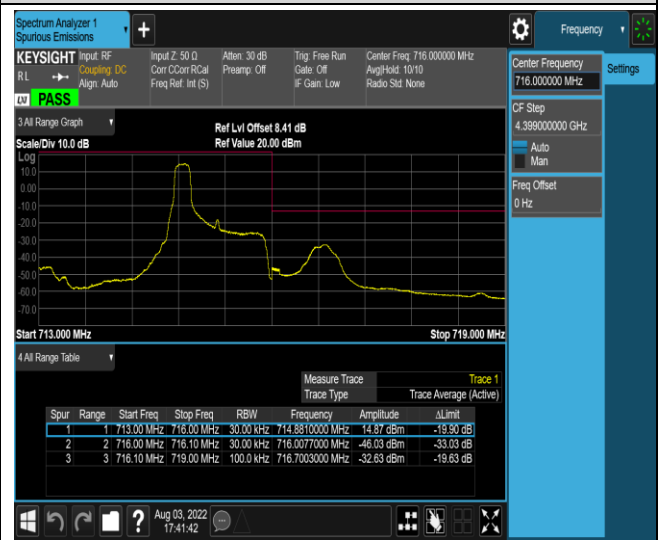 Spectrum Analyzer 1
Spurious Emissions
Frequency
KEYSIGHT Input: RF Input Z: 50 Ω Atten: 30 dB Trig: Free Run Center Freq: 716.000000 MHz
RL Coupling: DC Corr CCorr RCal Preamp: Off Gate: Off Avg|Hold: 10/10
Align: Auto Freq Ref: Int (S) IF Gain: Low Radio Std: None
LXI PASS
Center Frequency
716.000000 MHz
Settings
CF Step
4.399000000 GHz
Auto
Man
Freq Offset
0 Hz
3 All Range Graph
Ref Lvl Offset 8.41 dB
Scale/Div 10.0 dB Ref Value 20.00 dBm
Log
10.0
0.00
-10.0
-20.0
-30.0
-40.0
-50.0
-60.0
-70.0
Start 713.000 MHz Stop 719.000 MHz
4 All Range Table
Measure Trace Trace 1
Trace Type Trace Average (Active)
Spur Range Start Freq Stop Freq RBW Frequency Amplitude ΔLimit
1 1 713.00 MHz 716.00 MHz 30.00 kHz 714.8810000 MHz 14.87 dBm -19.90 dB
2 2 716.00 MHz 716.10 MHz 30.00 kHz 716.0077000 MHz -46.03 dBm -33.03 dB
3 3 716.10 MHz 719.00 MHz 100.0 kHz 716.7003000 MHz -32.63 dBm -19.63 dB
? Aug 03, 2022
17:41:42